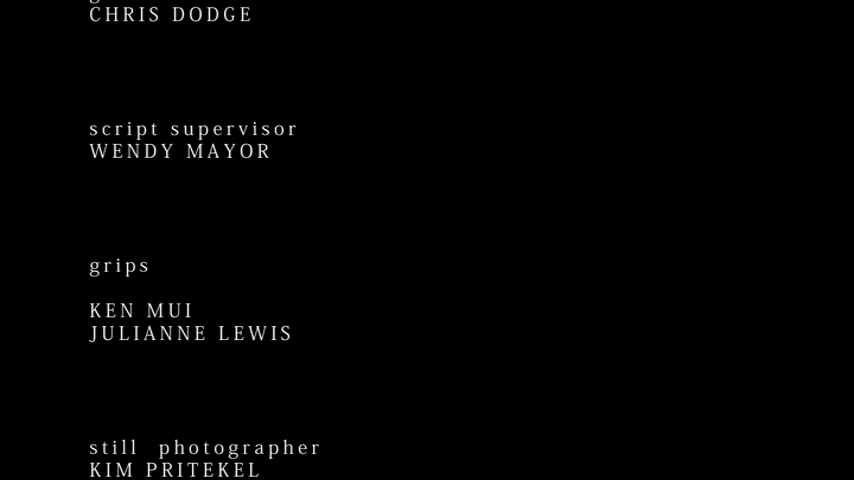 CHRIS DODGE
script supervisor
WENDY MAYOR
grips
KEN MUI
JULIANNE LEWIS
still photographer
KIM PRITEKEL